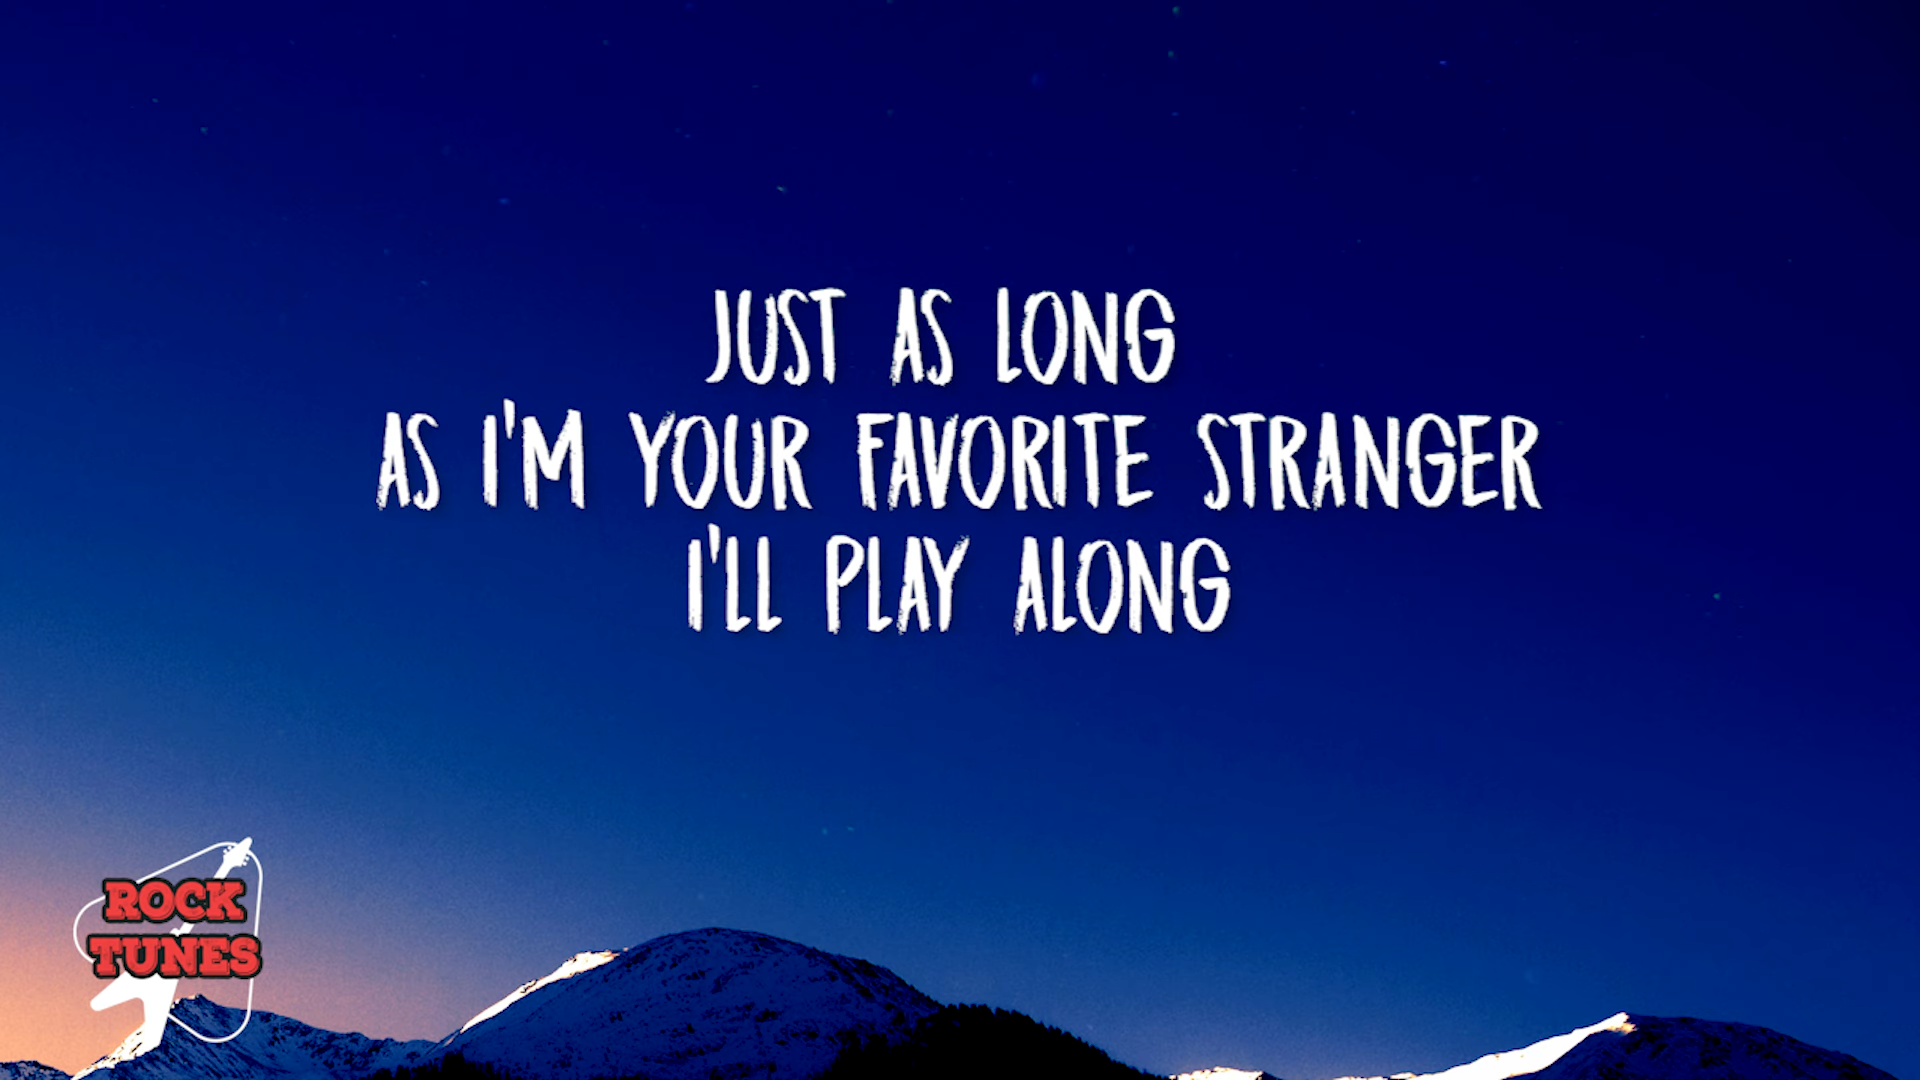 JUST AS LONG
AS I'M YOUR FAVORITE STRANGER
I'LL PLAY ALONG
ROCK
TUNES